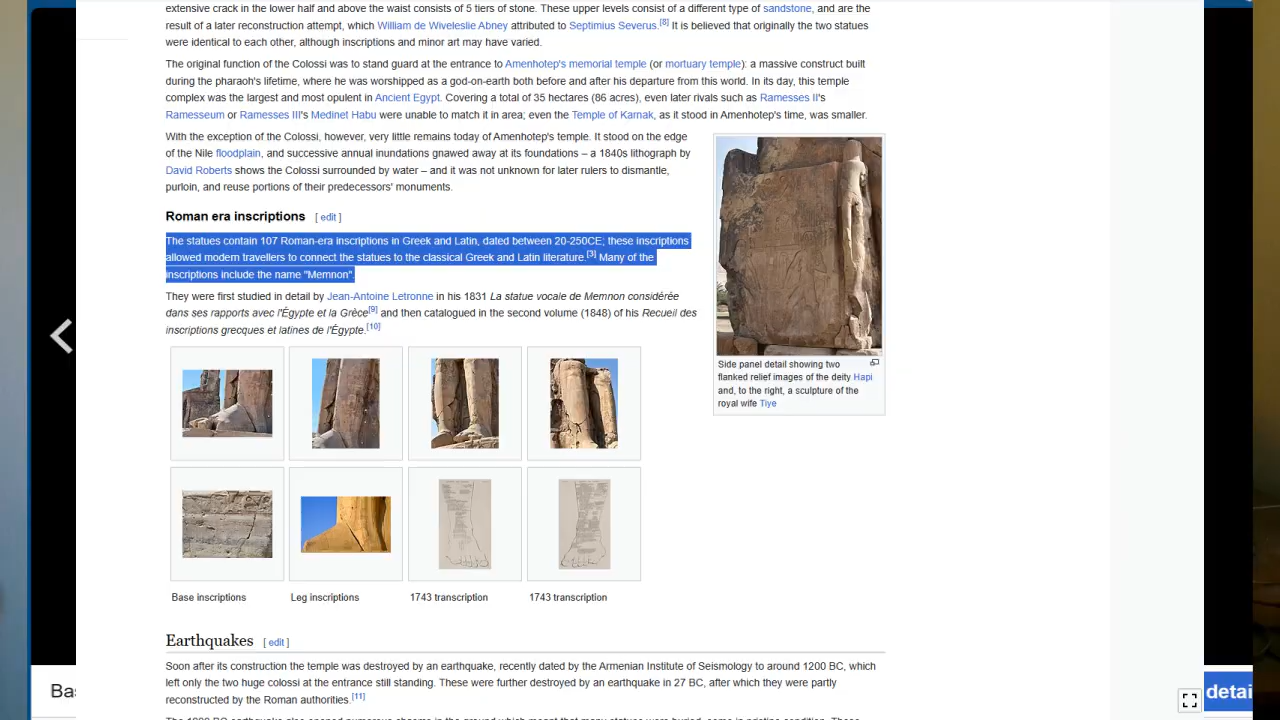 extensive crack in the lower half and above the waist consists of 5 tiers of stone. These upper levels consist of a different type of sandstone, and are the
result of a later reconstruction attempt, which William de Wiveleslie Abney attributed to Septimius Severus.[8] It is believed that originally the two statues
were identical to each other, although inscriptions and minor art may have varied.
The original function of the Colossi was to stand guard at the entrance to Amenhotep's memorial temple (or mortuary temple): a massive construct built
during the pharaoh's lifetime, where he was worshipped as a god-on-earth both before and after his departure from this world. In its day, this temple
complex was the largest and most opulent in Ancient Egypt. Covering a total of 35 hectares (86 acres), even later rivals such as Ramesses II's
Ramesseum or Ramesses III's Medinet Habu were unable to match it in area; even the Temple of Karnak, as it stood in Amenhotep's time, was smaller.
With the exception of the Colossi, however, very little remains today of Amenhotep's temple. It stood on the edge
of the Nile floodplain, and successive annual inundations gnawed away at its foundations – a 1840s lithograph by
David Roberts shows the Colossi surrounded by water – and it was not unknown for later rulers to dismantle,
purloin, and reuse portions of their predecessors' monuments.
Roman era inscriptions [ edit ]
The statues contain 107 Roman-era inscriptions in Greek and Latin, dated between 20-250CE; these inscriptions
allowed modern travellers to connect the statues to the classical Greek and Latin literature.[3] Many of the
inscriptions include the name "Memnon".
They were first studied in detail by Jean-Antoine Letronne in his 1831 La statue vocale de Memnon considérée
dans ses rapports avec l'Égypte et la Grèce[9] and then catalogued in the second volume (1848) of his Recueil des
inscriptions grecques et latines de l'Égypte.[10]
Side panel detail showing two
flanked relief images of the deity Hapi
and, to the right, a sculpture of the
royal wife Tiye
Base inscriptions
Leg inscriptions
1743 transcription
1743 transcription
Earthquakes [ edit ]
Soon after its construction the temple was destroyed by an earthquake, recently dated by the Armenian Institute of Seismology to around 1200 BC, which
left only the two huge colossi at the entrance still standing. These were further destroyed by an earthquake in 27 BC, after which they were partly
reconstructed by the Roman authorities.[11]
Bas
detai